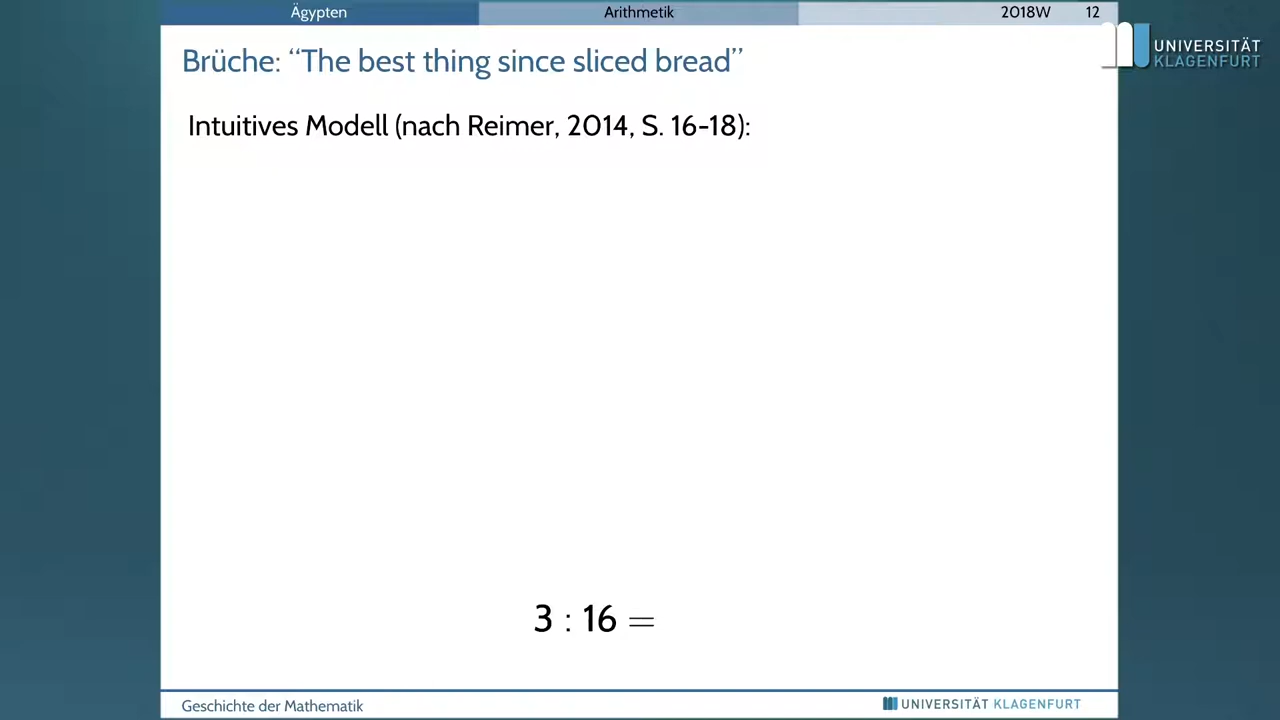 Ägypten Arithmetik 2018W 12
UNIVERSITÄT
KLAGENFURT
Brüche: “The best thing since sliced bread”
Intuitives Modell (nach Reimer, 2014, S. 16-18):
3 : 16 =
Geschichte der Mathematik UNIVERSITÄT KLAGENFURT